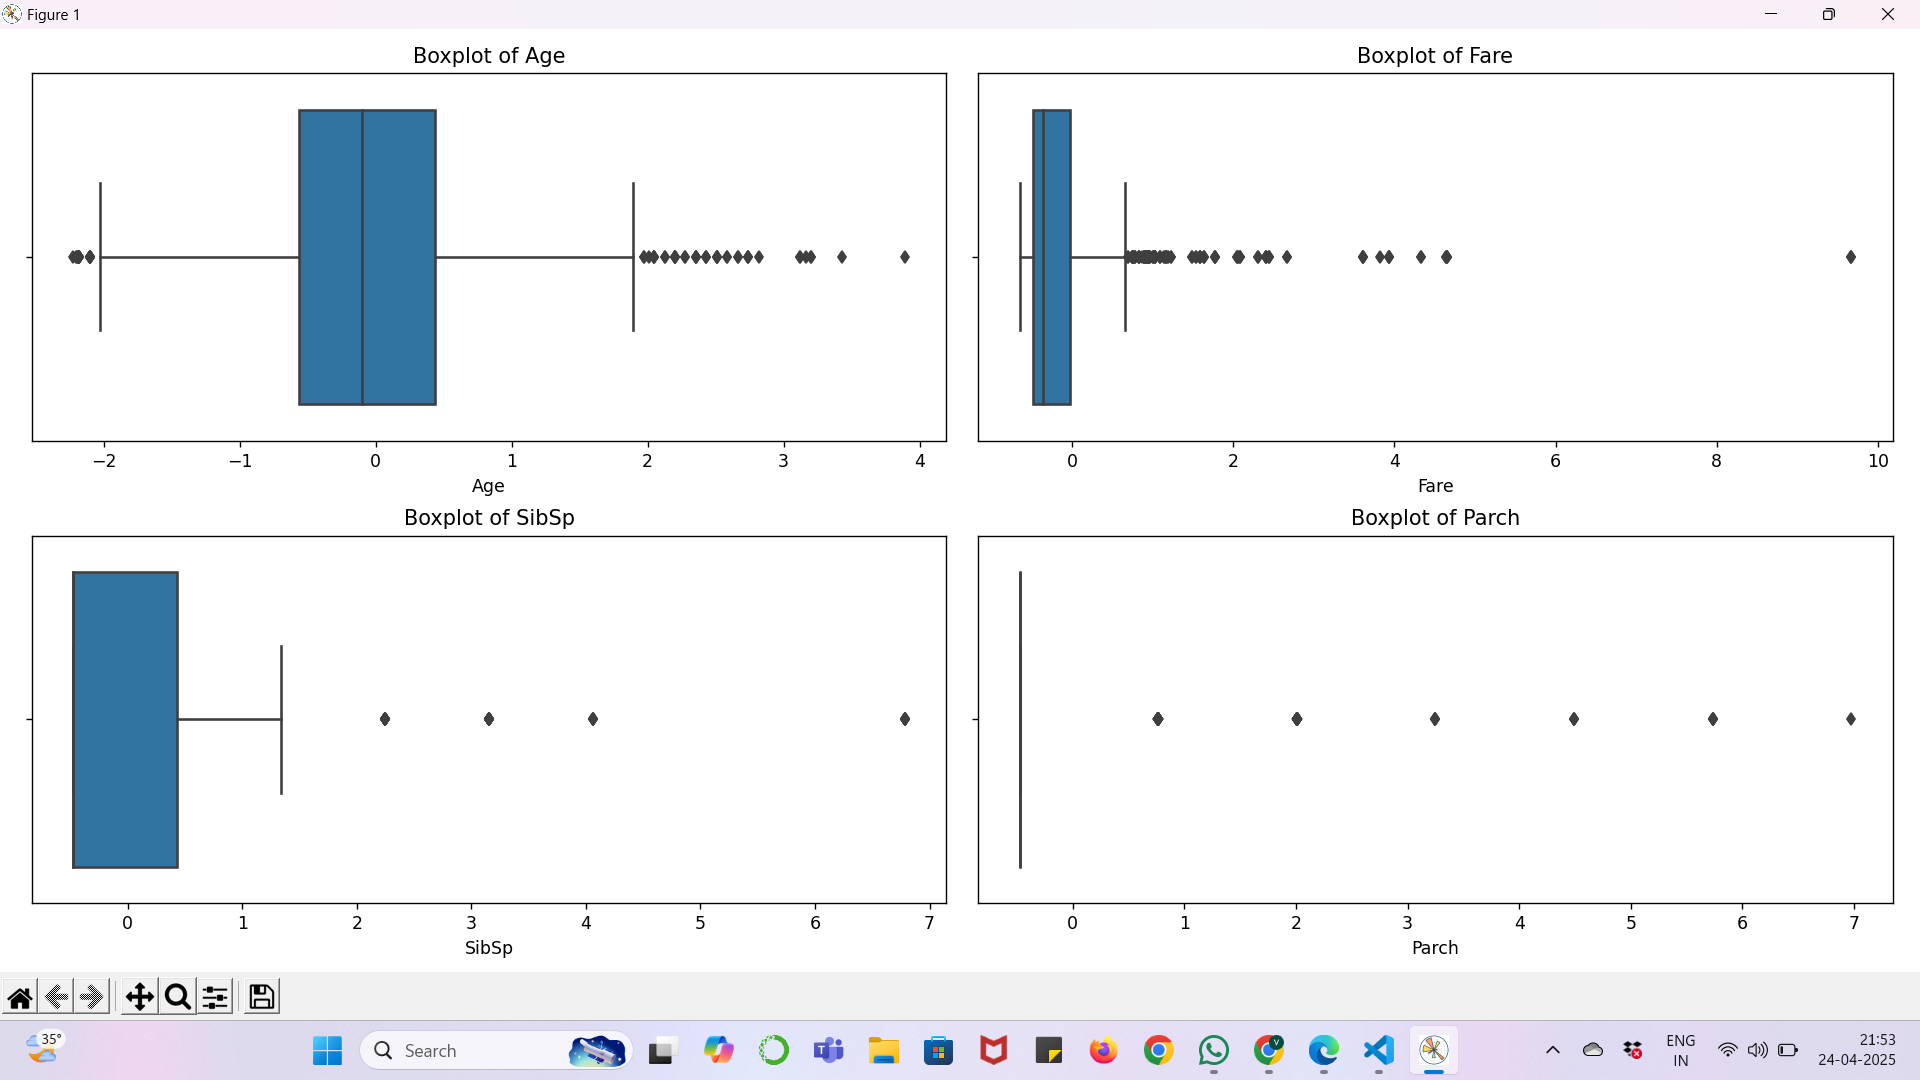 Figure 1
Boxplot of Age
−2 −1 0 1 2 3 4
Age
Boxplot of Fare
0 2 4 6 8 10
Fare
Boxplot of SibSp
0 1 2 3 4 5 6 7
SibSp
Boxplot of Parch
0 1 2 3 4 5 6 7
Parch
35°
Search
T
V
ENG
IN
21:53
24-04-2025